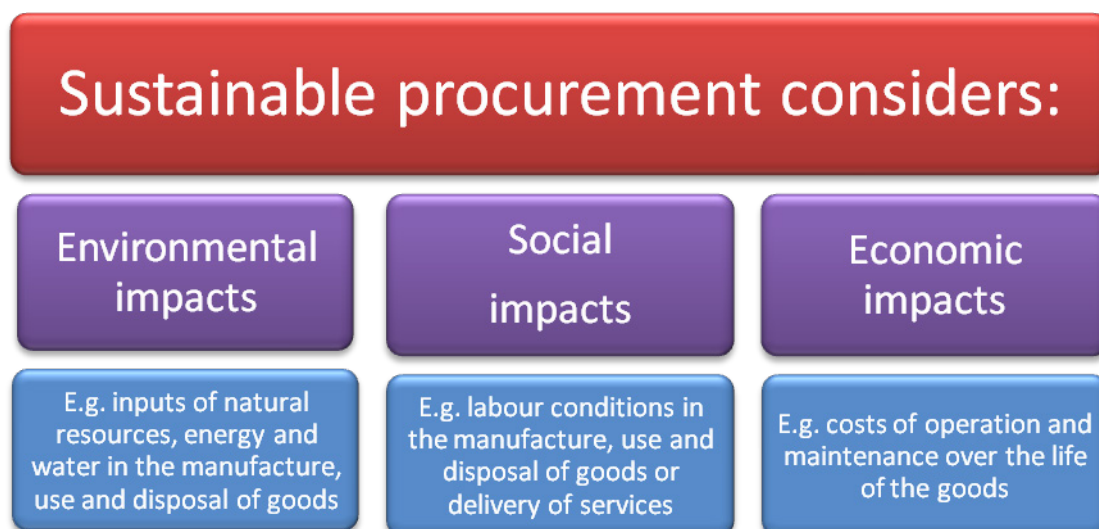 Sustainable procurement considers:
Environmental
impacts
Social
impacts
Economic
impacts
E.g. inputs of natural
resources, energy and
water in the manufacture,
use and disposal of goods
E.g. labour conditions in
the manufacture, use and
disposal of goods or
delivery of services
E.g. costs of operation and
maintenance over the life
of the goods